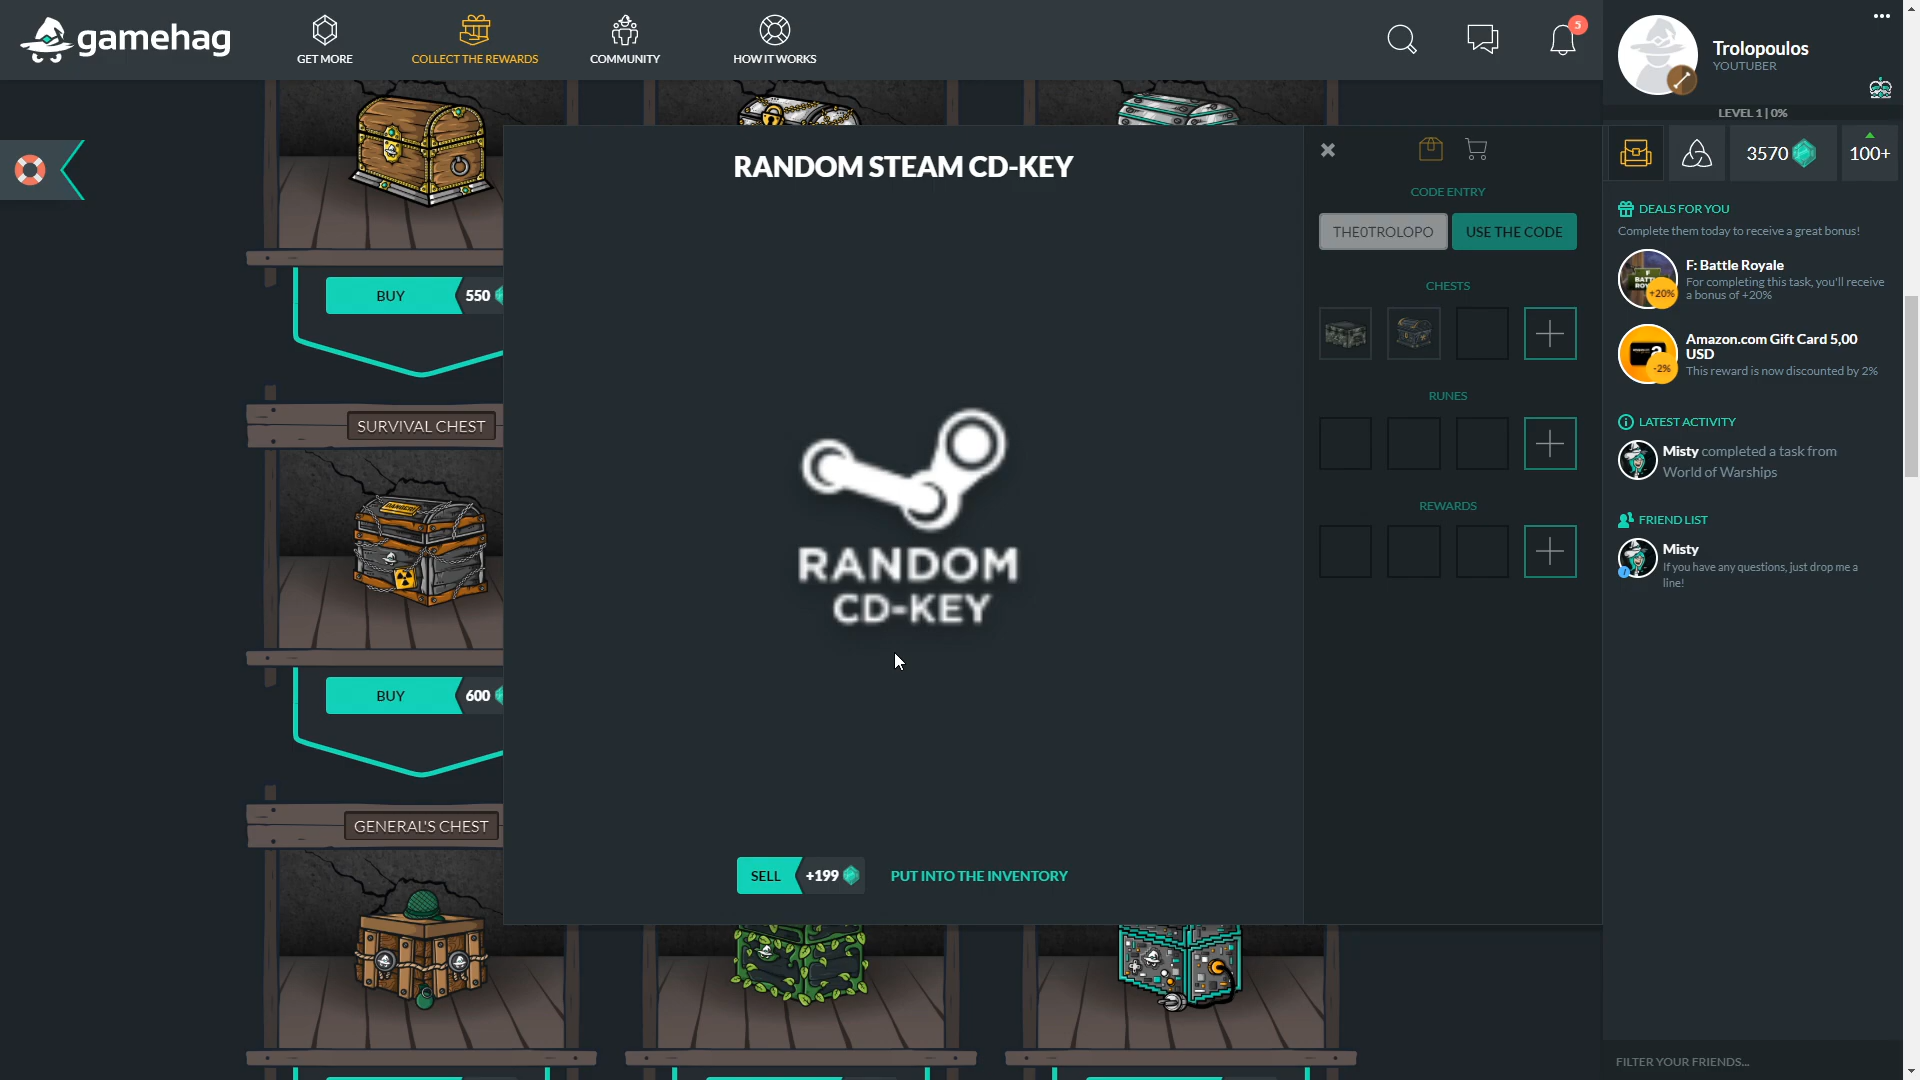 gamehag
GET MORE
COLLECT THE REWARDS
COMMUNITY
HOW IT WORKS
5
Trolopoulos
YOUTUBER
LEVEL 1 | 0%
3570
100+
RANDOM STEAM CD-KEY
RANDOM
CD-KEY
SELL
+199
PUT INTO THE INVENTORY
CODE ENTRY
THE0TROLOPO
USE THE CODE
CHESTS
RUNES
REWARDS
BUY
550
SURVIVAL CHEST
DANGER!
BUY
600
GENERAL'S CHEST
DEALS FOR YOU
Complete them today to receive a great bonus!
+20%
F: Battle Royale
For completing this task, you'll receive
a bonus of +20%
-2%
Amazon.com Gift Card 5,00
USD
This reward is now discounted by 2%
LATEST ACTIVITY
Misty completed a task from
World of Warships
FRIEND LIST
Misty
If you have any questions, just drop me a
line!
FILTER YOUR FRIENDS...